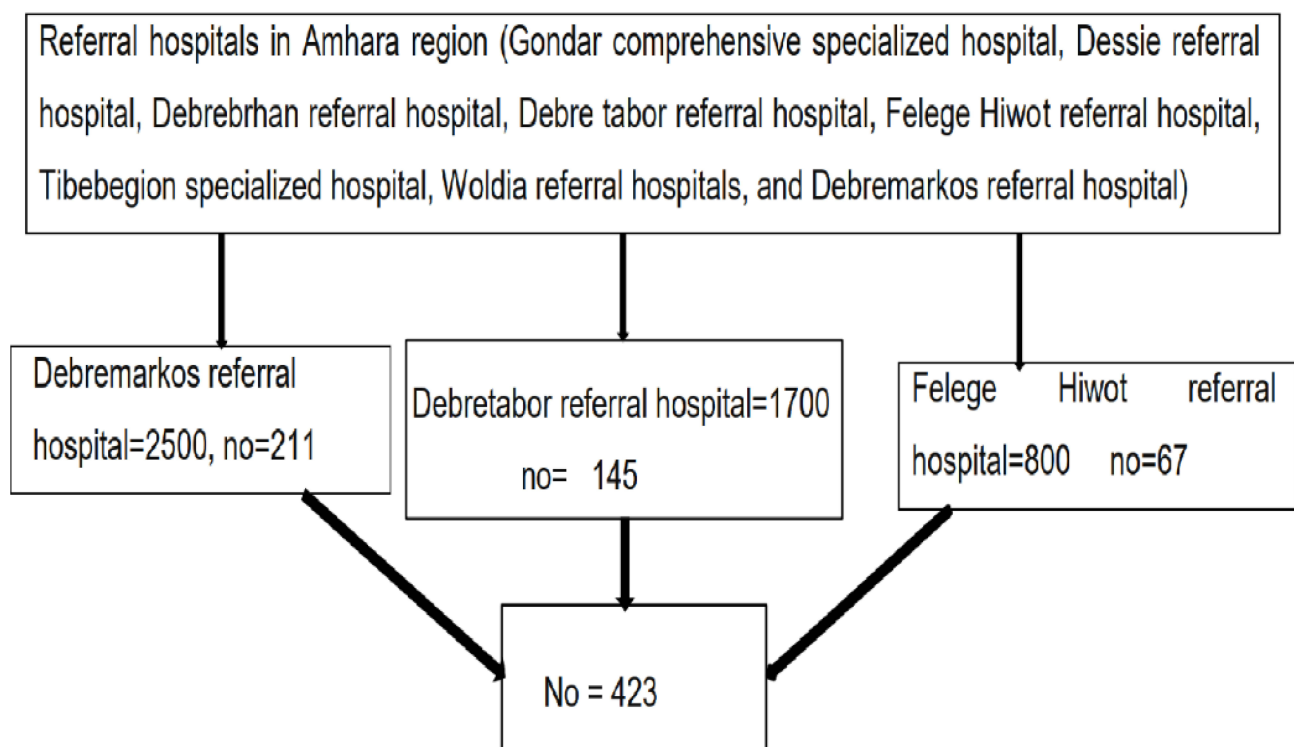 Referral hospitals in Amhara region (Gondar comprehensive specialized hospital, Dessie referral
hospital, Debrebrhan referral hospital, Debre tabor referral hospital, Felege Hiwot referral hospital,
Tibebegion specialized hospital, Woldia referral hospitals, and Debremarkos referral hospital)
Debremarkos referral
hospital=2500, no=211
Debretabor referral hospital=1700
no= 145
Felege Hiwot referral
hospital=800 no=67
No = 423